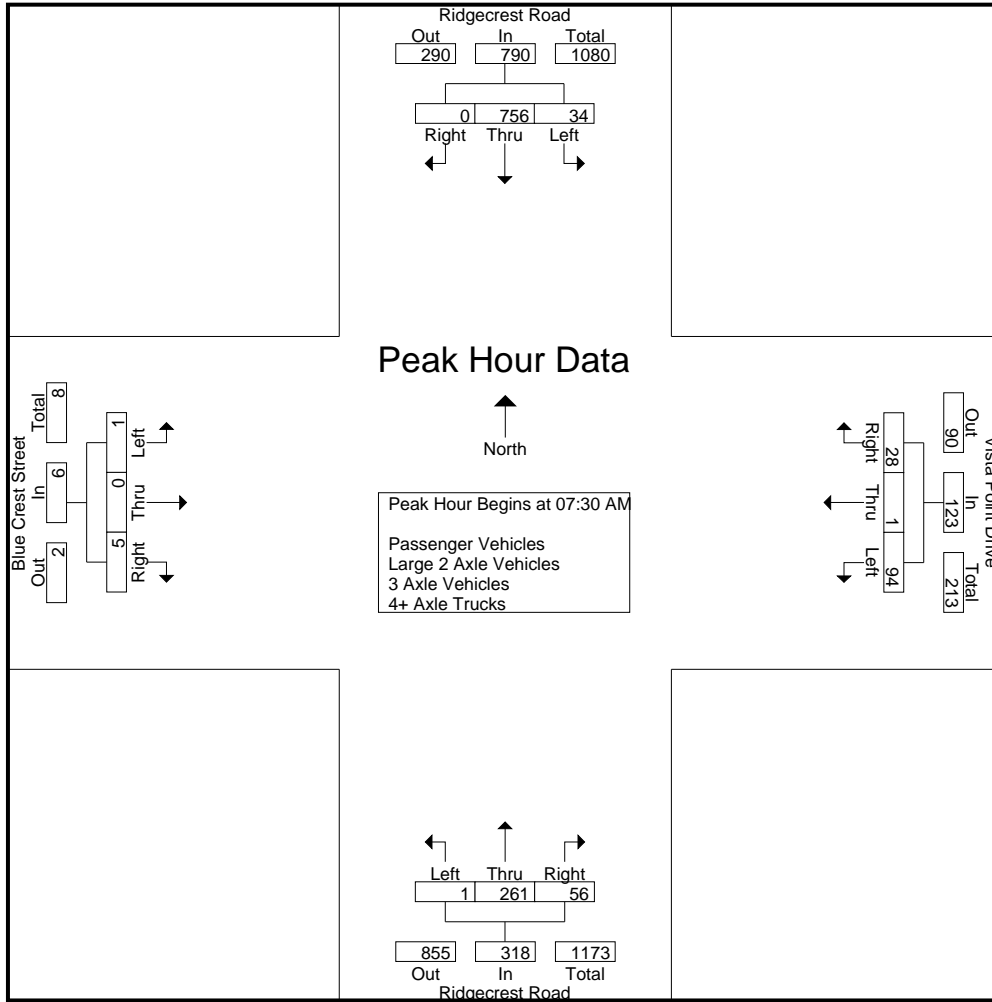 Ridgecrest Road
Out In Total
290 790 1080
0 756 34
Right Thru Left
Peak Hour Data
North
Peak Hour Begins at 07:30 AM
Passenger Vehicles
Large 2 Axle Vehicles
3 Axle Vehicles
4+ Axle Trucks
Blue Crest Street
Out In Total
2 6 8
5 0 1
Right Thru Left
Vista Point Drive
Out In Total
90 123 213
28 1 94
Right Thru Left
Left Thru Right
1 261 56
855 318 1173
Out In Total
Ridgecrest Road